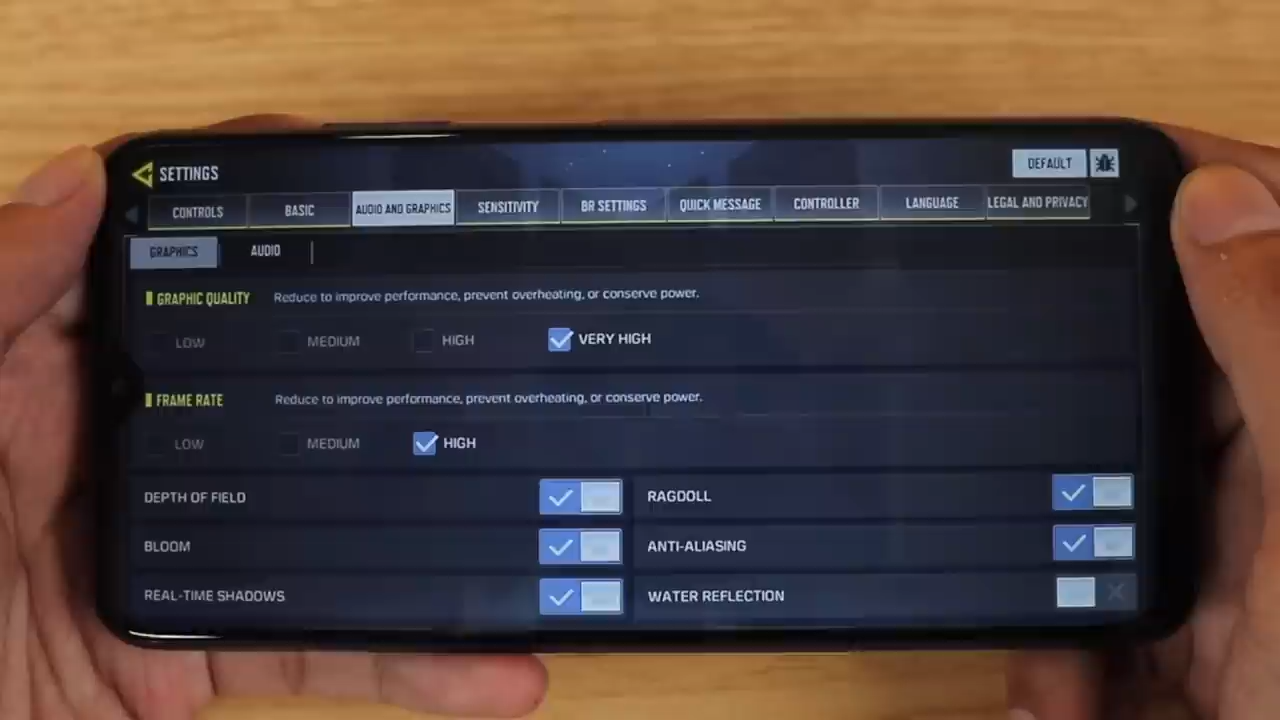 SETTINGS
DEFAULT
CONTROLS BASIC AUDIO AND GRAPHICS SENSITIVITY BR SETTINGS QUICK MESSAGE CONTROLLER LANGUAGE LEGAL AND PRIVACY
GRAPHICS AUDIO
GRAPHIC QUALITY Reduce to improve performance, prevent overheating, or conserve power.
LOW MEDIUM HIGH VERY HIGH
FRAME RATE Reduce to improve performance, prevent overheating, or conserve power.
LOW MEDIUM HIGH
DEPTH OF FIELD RAGDOLL
BLOOM ANTI-ALIASING
REAL-TIME SHADOWS WATER REFLECTION